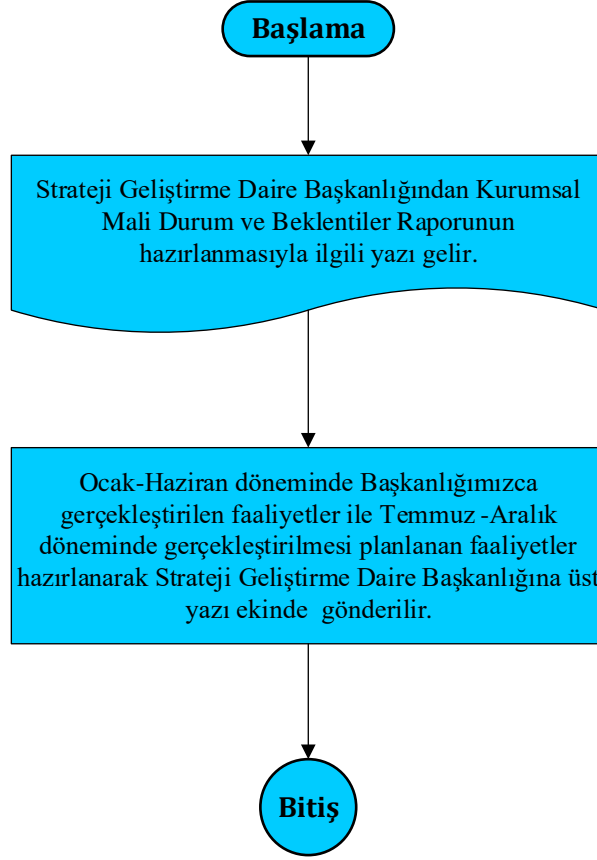 Başlama
Strateji Geliştirme Daire Başkanlığından Kurumsal
Mali Durum ve Beklentiler Raporunun
hazırlanmasıyla ilgili yazı gelir.
Ocak-Haziran döneminde Başkanlığımızca
gerçekleştirilen faaliyetler ile Temmuz -Aralık
döneminde gerçekleştirilmesi planlanan faaliyetler
hazırlanarak Strateji Geliştirme Daire Başkanlığına üst
yazı ekinde gönderilir.
Bitiş